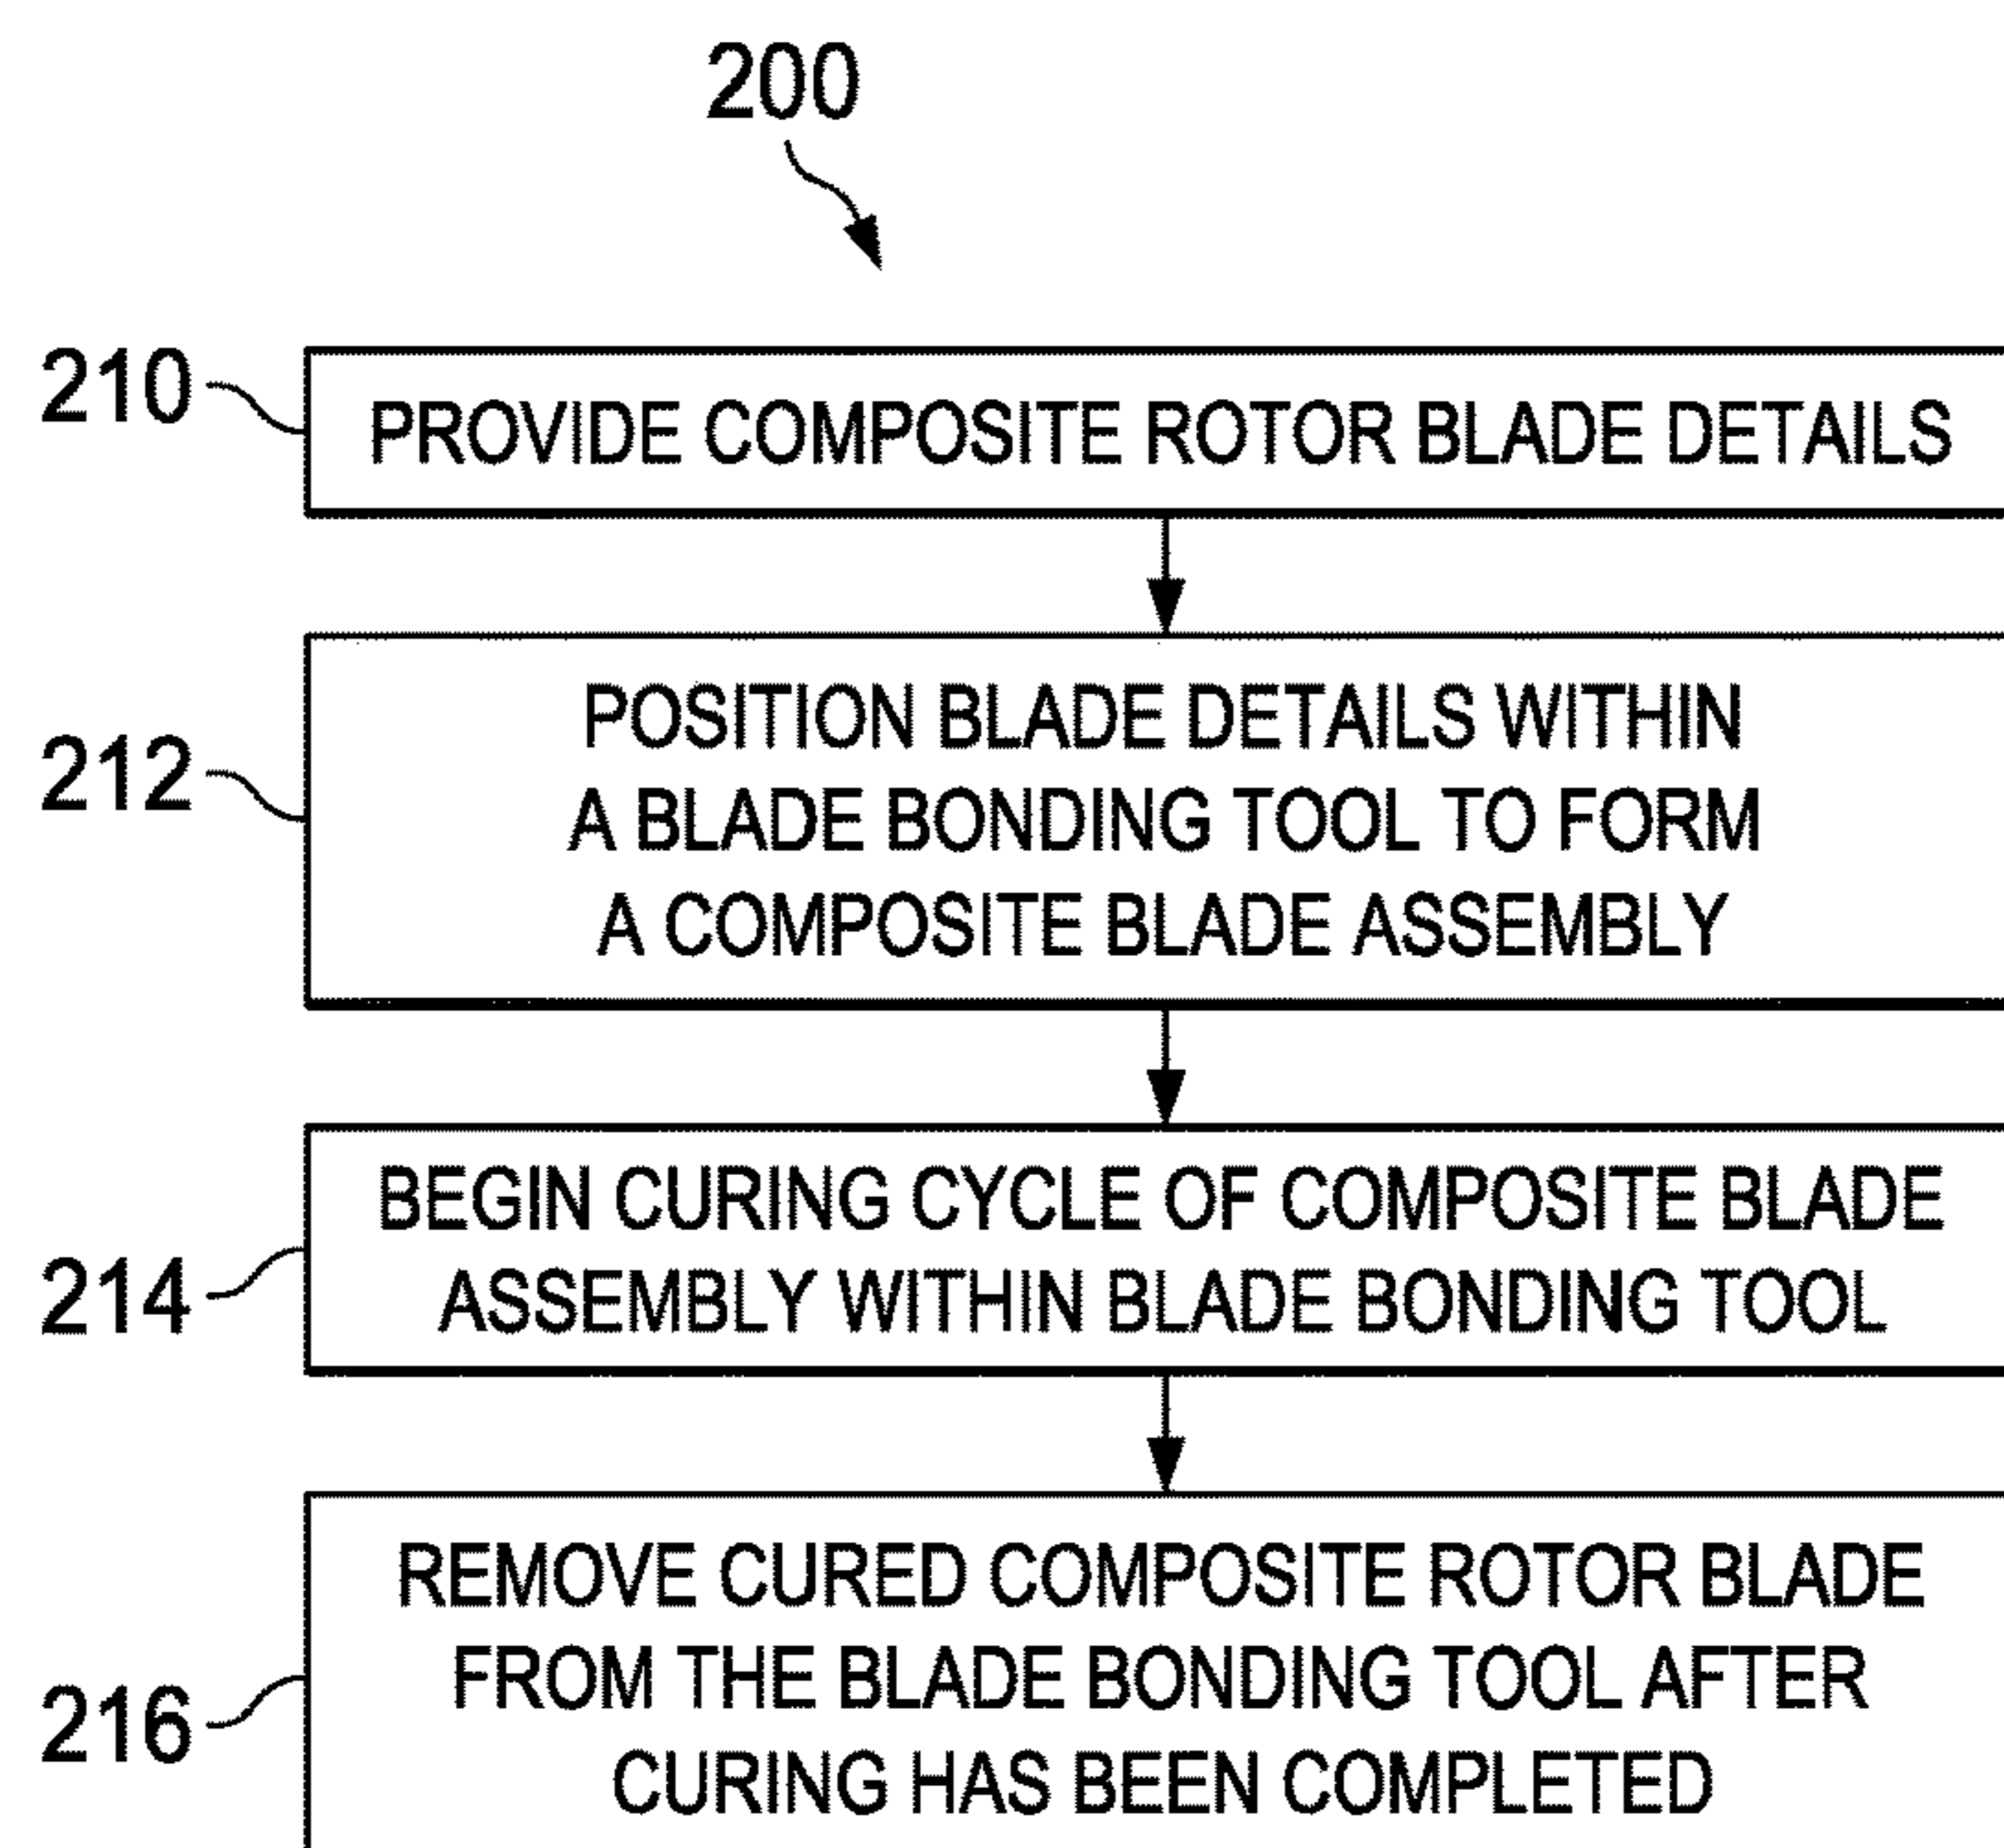 200
210
PROVIDE COMPOSITE ROTOR BLADE DETAILS
212
POSITION BLADE DETAILS WITHIN
A BLADE BONDING TOOL TO FORM
A COMPOSITE BLADE ASSEMBLY
214
BEGIN CURING CYCLE OF COMPOSITE BLADE
ASSEMBLY WITHIN BLADE BONDING TOOL
216
REMOVE CURED COMPOSITE ROTOR BLADE
FROM THE BLADE BONDING TOOL AFTER
CURING HAS BEEN COMPLETED